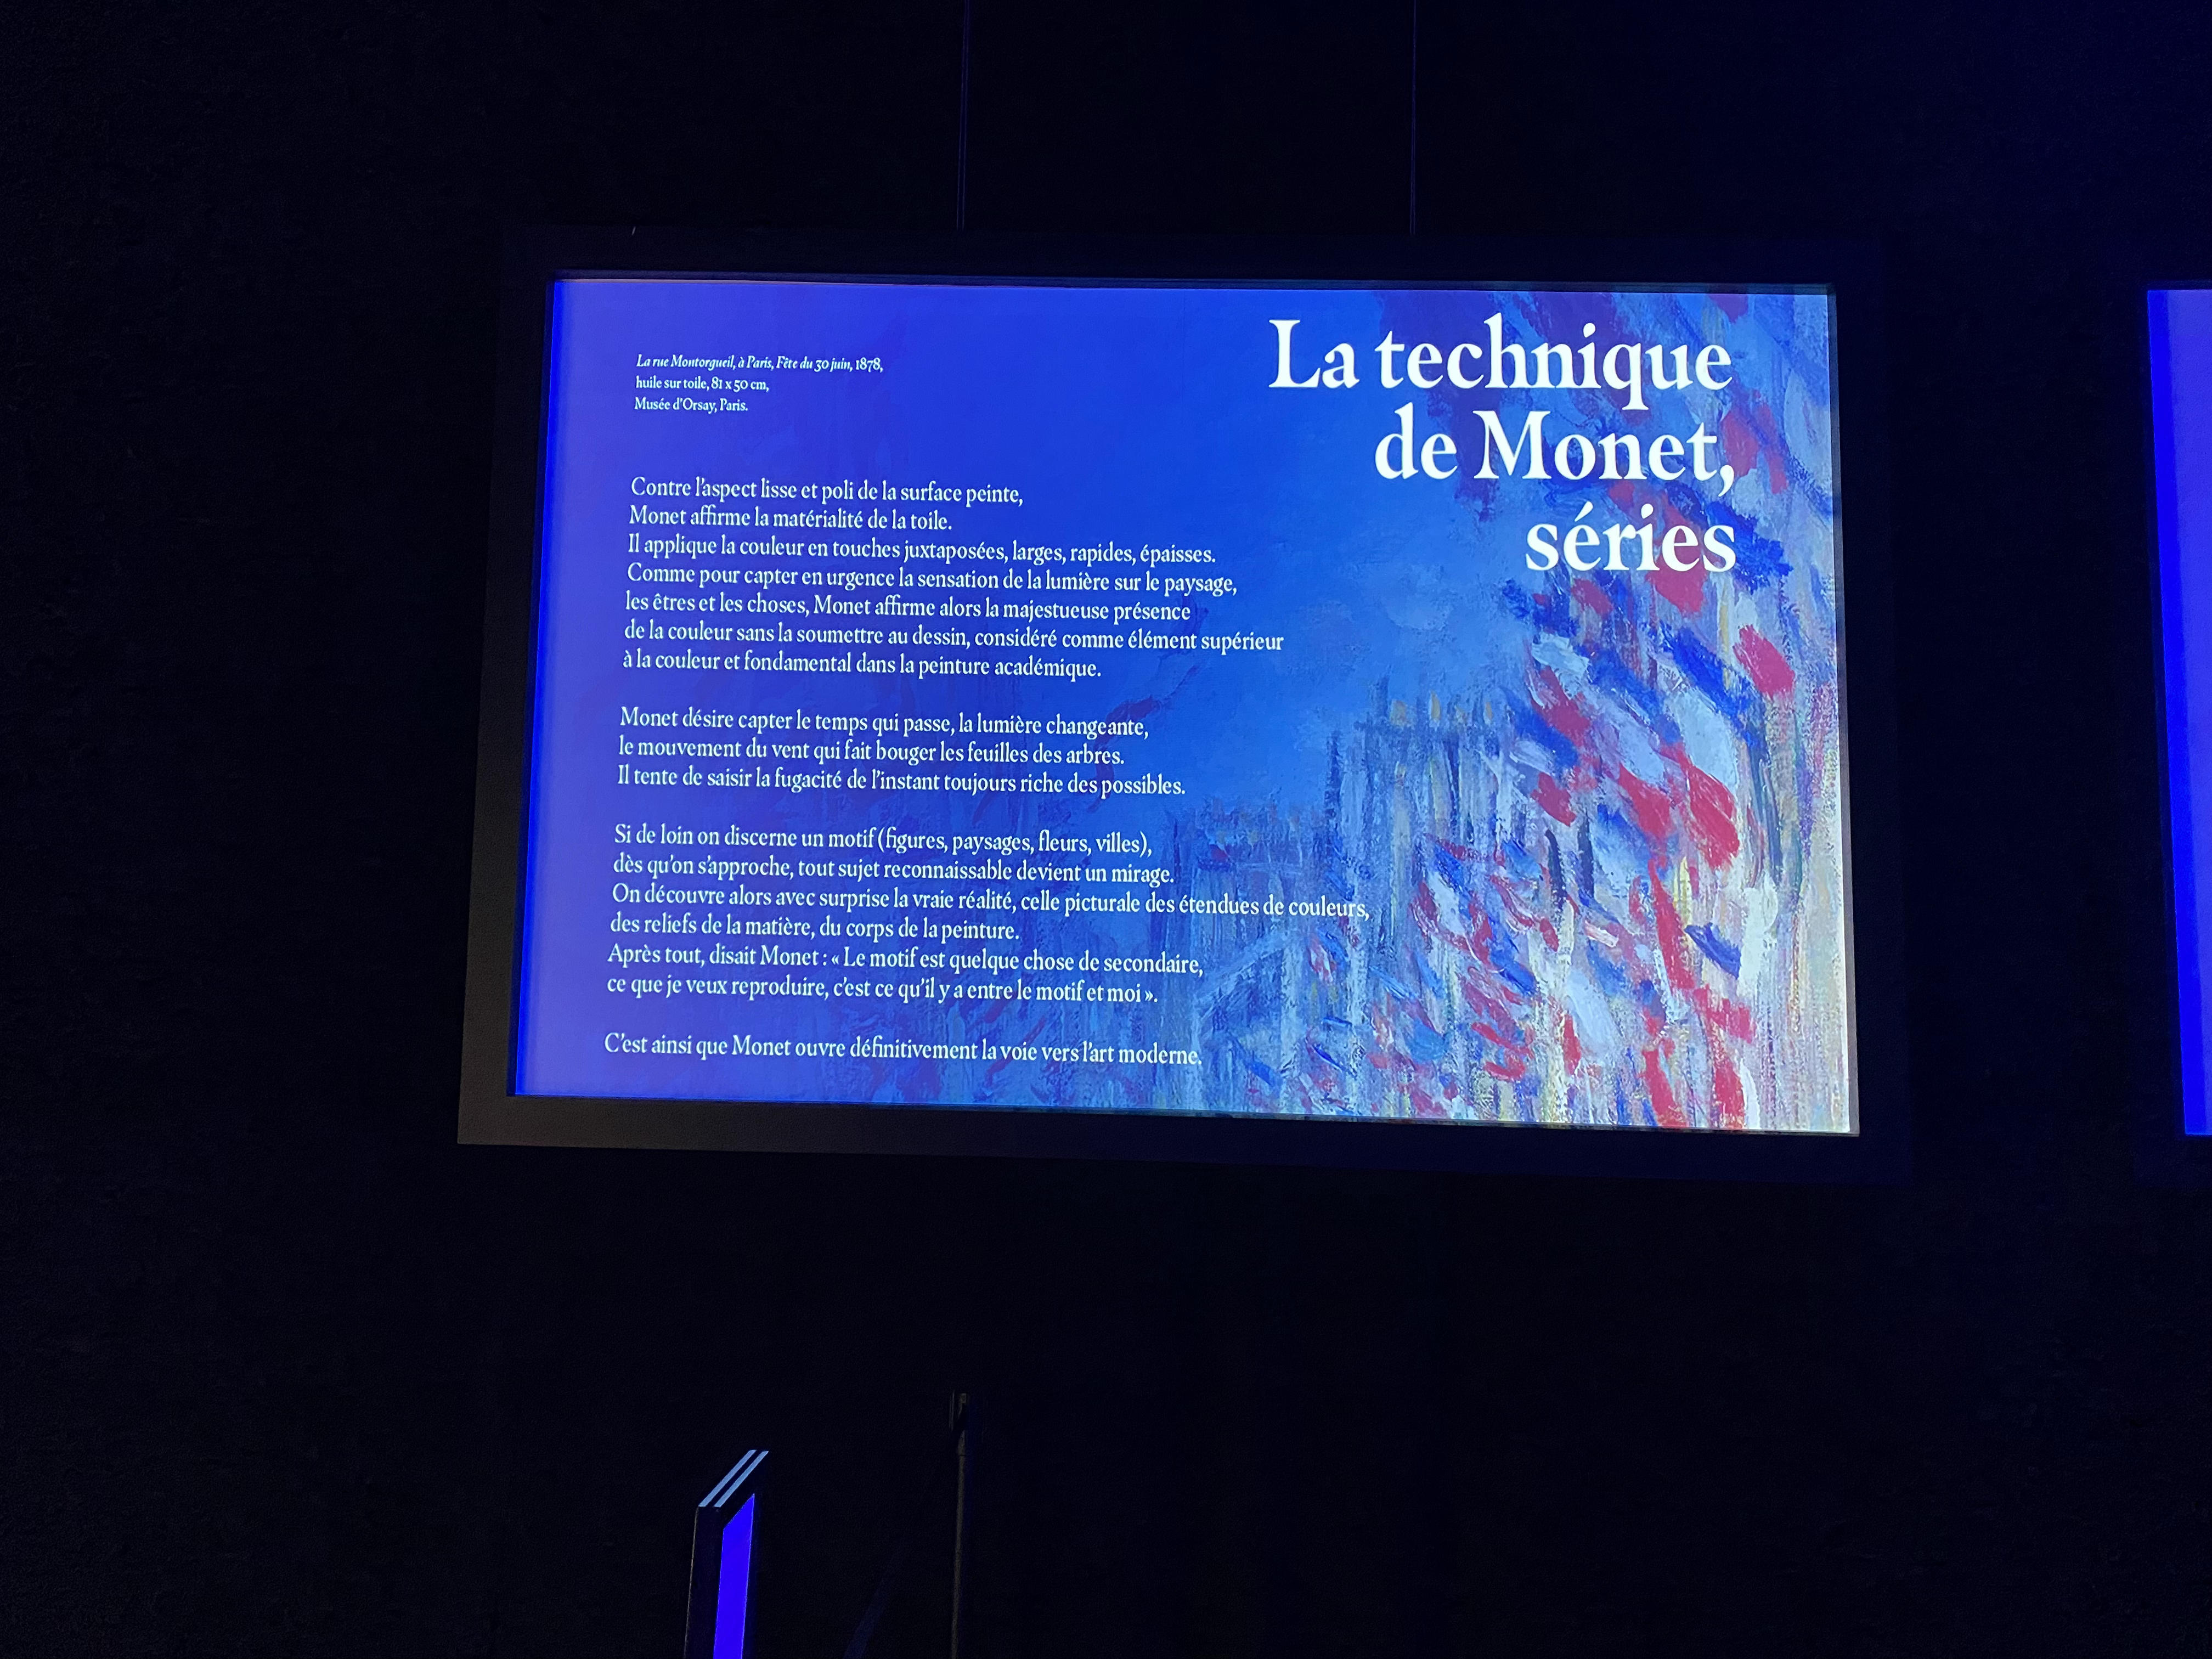 La technique
de Monet,
séries
La rue Montorgueil, à Paris, Fête du 30 juin, 1878,
huile sur toile, 81 x 50 cm,
Musée d'Orsay, Paris.
Contre l'aspect lisse et poli de la surface peinte,
Monet affirme la matérialité de la toile.
Il applique la couleur en touches juxtaposées, larges, rapides, épaisses.
Comme pour capter en urgence la sensation de la lumière sur le paysage,
les êtres et les choses, Monet affirme alors la majestueuse présence
de la couleur sans la soumettre au dessin, considéré comme élément supérieur
à la couleur et fondamental dans la peinture académique.
Monet désire capter le temps qui passe, la lumière changeante,
le mouvement du vent qui fait bouger les feuilles des arbres.
Il tente de saisir la fugacité de l'instant toujours riche des possibles.
Si de loin on discerne un motif (figures, paysages, fleurs, villes),
dès qu'on s'approche, tout sujet reconnaissable devient un mirage.
On découvre alors avec surprise la vraie réalité, celle picturale des étendues de couleurs,
des reliefs de la matière, du corps de la peinture.
Après tout, disait Monet : « Le motif est quelque chose de secondaire,
ce que je veux reproduire, c'est ce qu'il y a entre le motif et moi ».
C'est ainsi que Monet ouvre définitivement la voie vers l'art moderne.